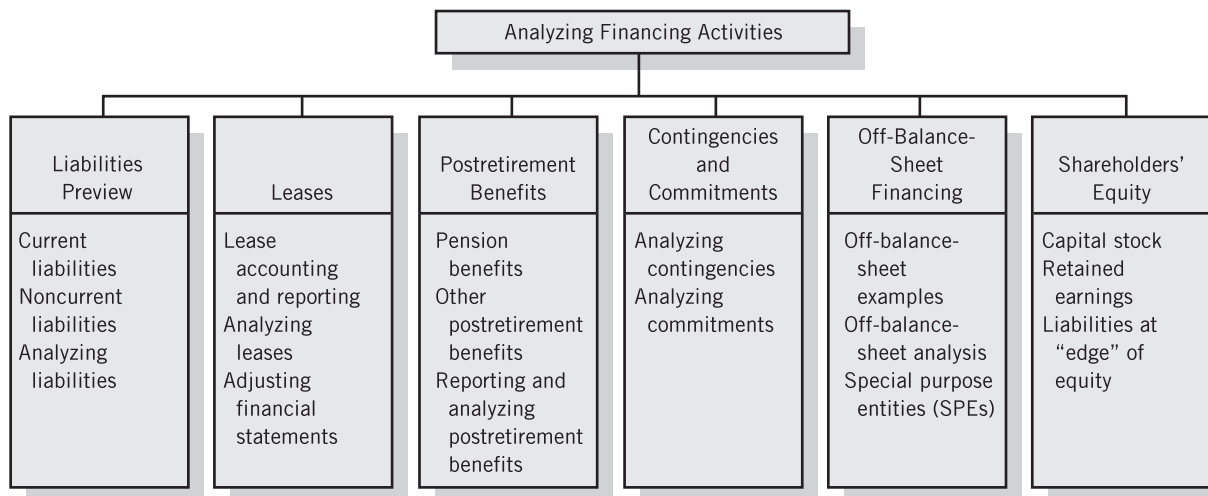 Analyzing Financing Activities
Liabilities
Preview
Current
liabilities
Noncurrent
liabilities
Analyzing
liabilities
Leases
Lease
accounting
and reporting
Analyzing
leases
Adjusting
financial
statements
Postretirement
Benefits
Pension
benefits
Other
postretirement
benefits
Reporting and
analyzing
postretirement
benefits
Contingencies
and
Commitments
Analyzing
contingencies
Analyzing
commitments
Off-Balance-
Sheet
Financing
Off-balance-
sheet
examples
Off-balance-
sheet analysis
Special purpose
entities (SPEs)
Shareholders’
Equity
Capital stock
Retained
earnings
Liabilities at
“edge” of
equity